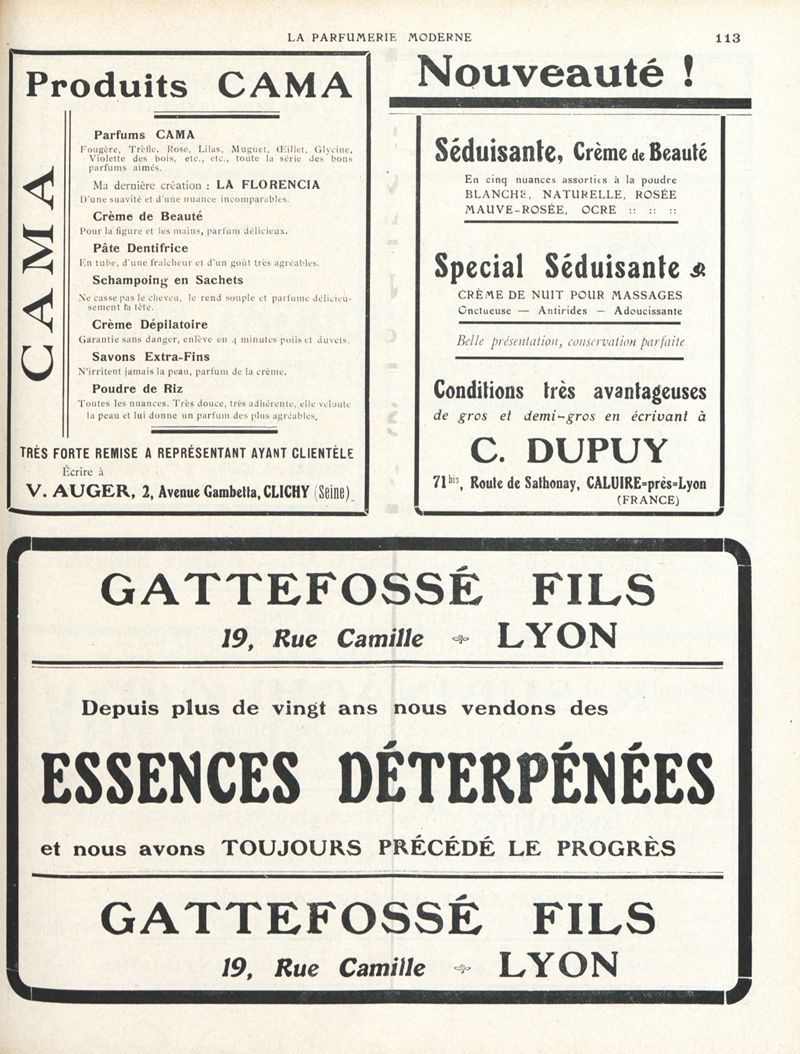 LA PARFUMERIE MODERNE
113
Produits CAMA
CAMA
Parfums CAMA
Fougère, Trèfle, Rose, Lilas, Muguet, Œillet, Glycine,
Violette des bois, etc., etc., toute la série des bons
parfums aimés.
Ma dernière création : LA FLORENCIA
D'une suavité et d'une nuance incomparables.
Crème de Beauté
Pour la figure et les mains, parfum délicieux.
Pâte Dentifrice
En tube, d'une fraîcheur et d'un goût très agréables.
Schampoing en Sachets
Ne casse pas le cheveu, le rend souple et parfume délicieu-
sement la tête.
Crème Dépilatoire
Garantie sans danger, enlève en 4 minutes poils et duvets.
Savons Extra-Fins
N'irritent jamais la peau, parfum de la crème.
Poudre de Riz
Toutes les nuances. Très douce, très adhérente, elle veloute
la peau et lui donne un parfum des plus agréables.
TRÈS FORTE REMISE A REPRÉSENTANT AYANT CLIENTÈLE
Écrire à
V. AUGER, 2, Avenue Gambetta, CLICHY (Seine)
Nouveauté !
Séduisante, Crème de Beauté
En cinq nuances assorties à la poudre
BLANCHE, NATURELLE, ROSÉE
MAUVE-ROSÉE, OCRE :: :: ::
Special Séduisante
CRÈME DE NUIT POUR MASSAGES
Onctueuse — Antirides — Adoucissante
Belle présentation, conservation parfaite
Conditions très avantageuses
de gros et demi-gros en écrivant à
C. DUPUY
71bis, Route de Sathonay, CALUIRE=près=Lyon
(FRANCE)
GATTEFOSSÉ FILS
19, Rue Camille LYON
Depuis plus de vingt ans nous vendons des
ESSENCES DÉTERPÉNÉES
et nous avons TOUJOURS PRÉCÉDÉ LE PROGRÈS
GATTEFOSSÉ FILS
19, Rue Camille LYON